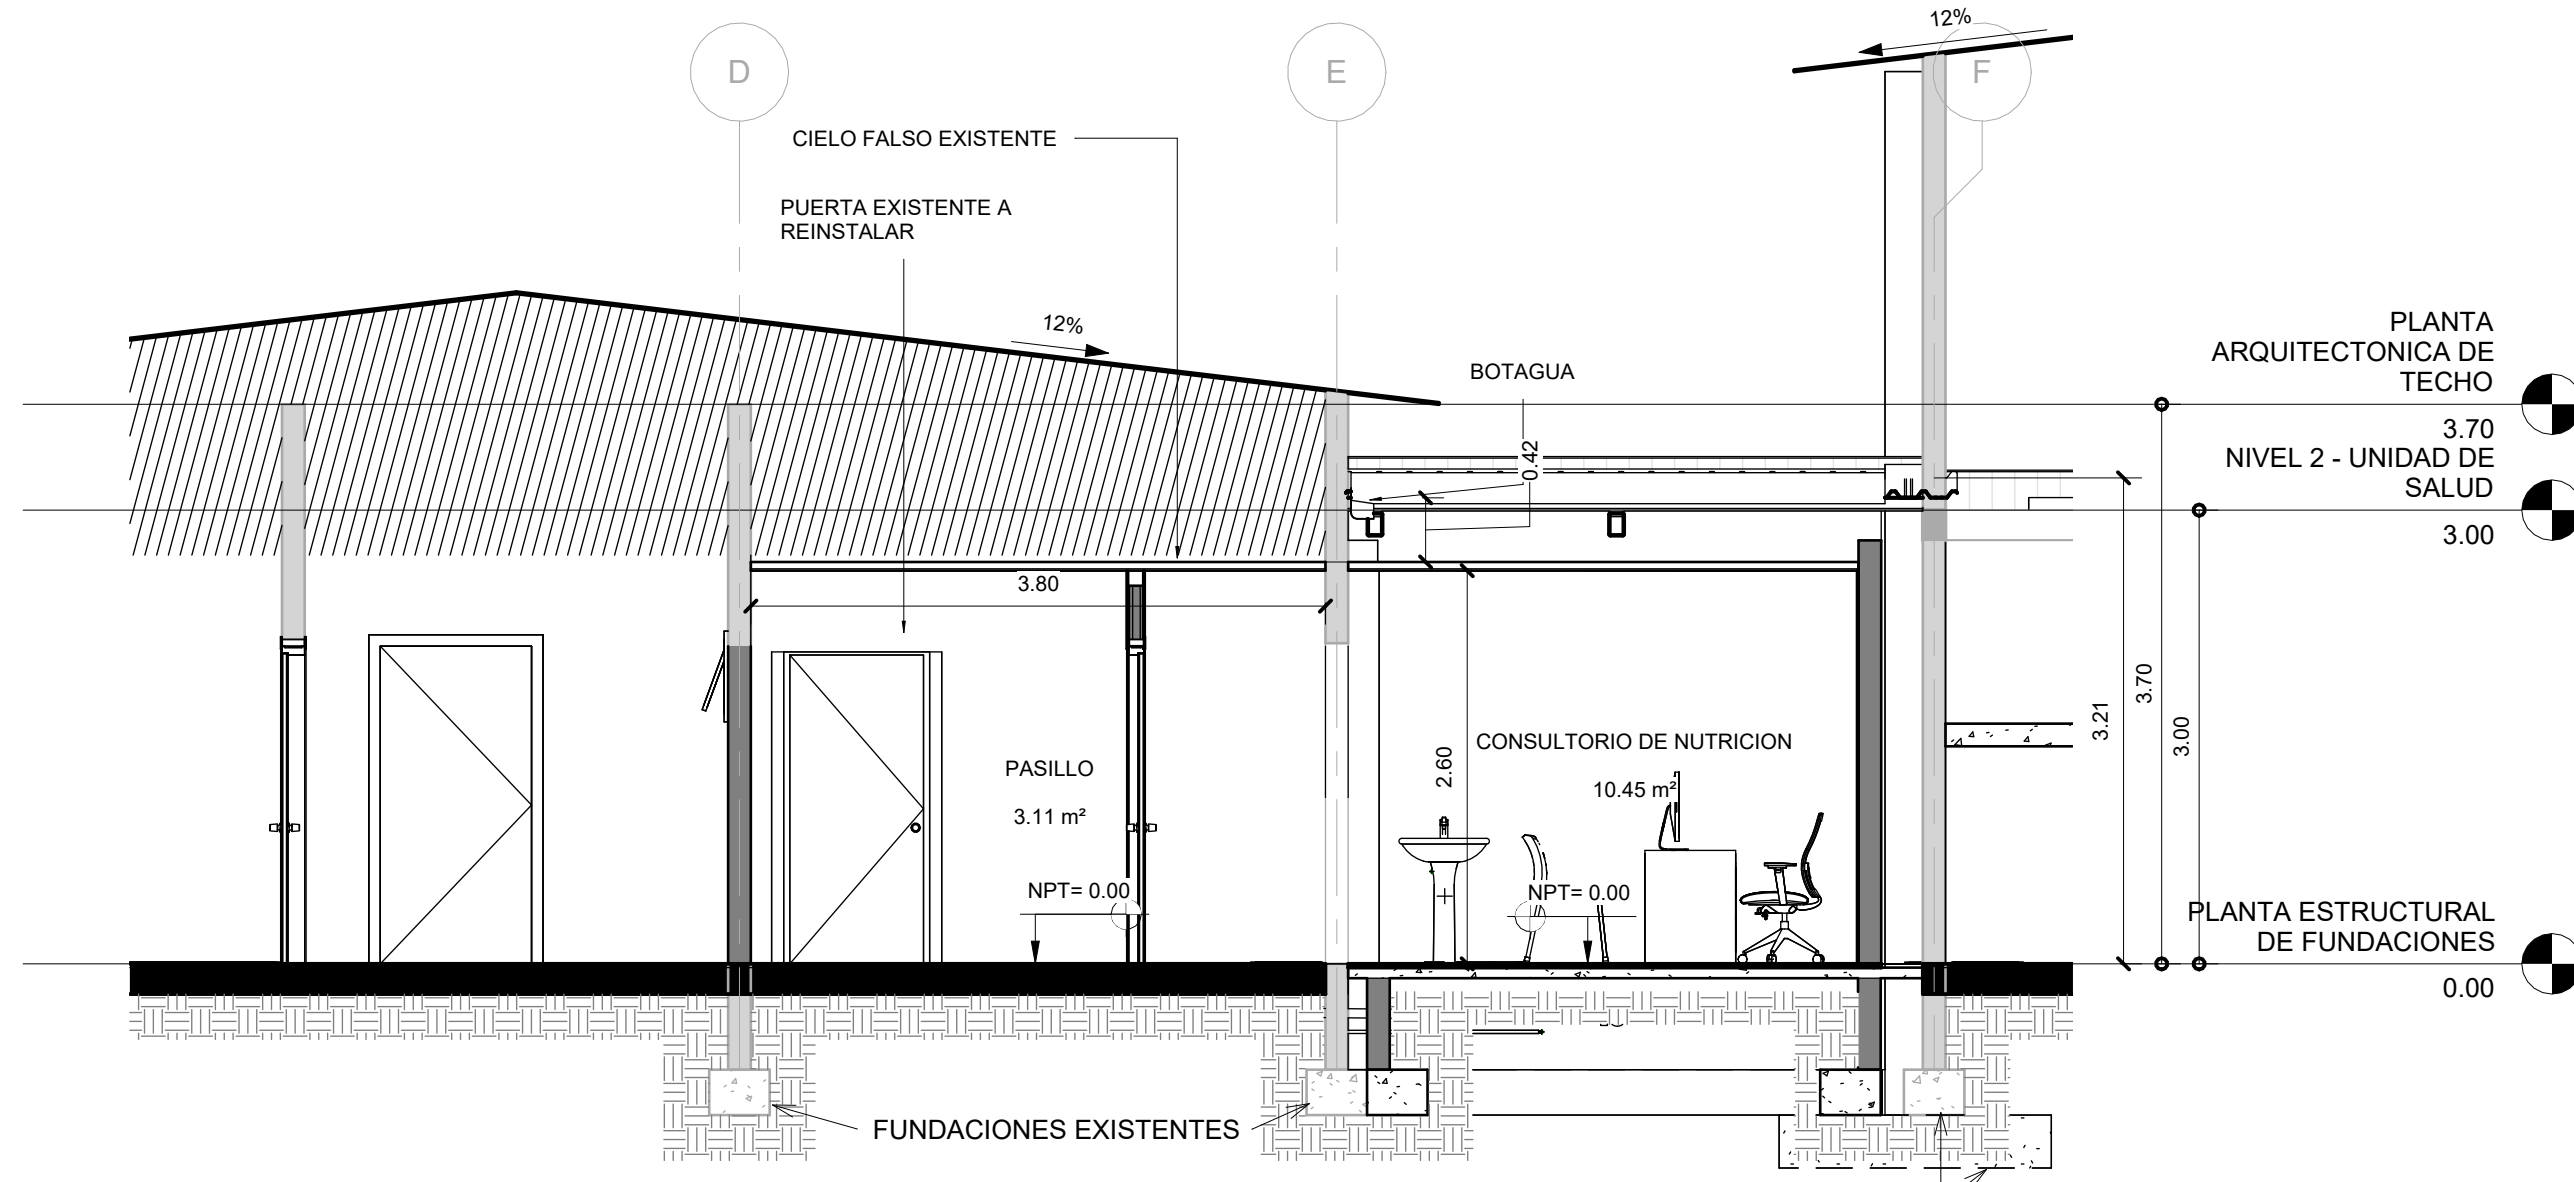 12%
D
E
F
CIELO FALSO EXISTENTE
PUERTA EXISTENTE A
REINSTALAR
12%
BOTAGUA
0.42
PLANTA
ARQUITECTONICA DE
TECHO
3.70
NIVEL 2 - UNIDAD DE
SALUD
3.00
3.80
3.21
3.70
3.00
2.60
CONSULTORIO DE NUTRICION
10.45 m²
PASILLO
3.11 m²
NPT= 0.00
NPT= 0.00
PLANTA ESTRUCTURAL
DE FUNDACIONES
0.00
FUNDACIONES EXISTENTES